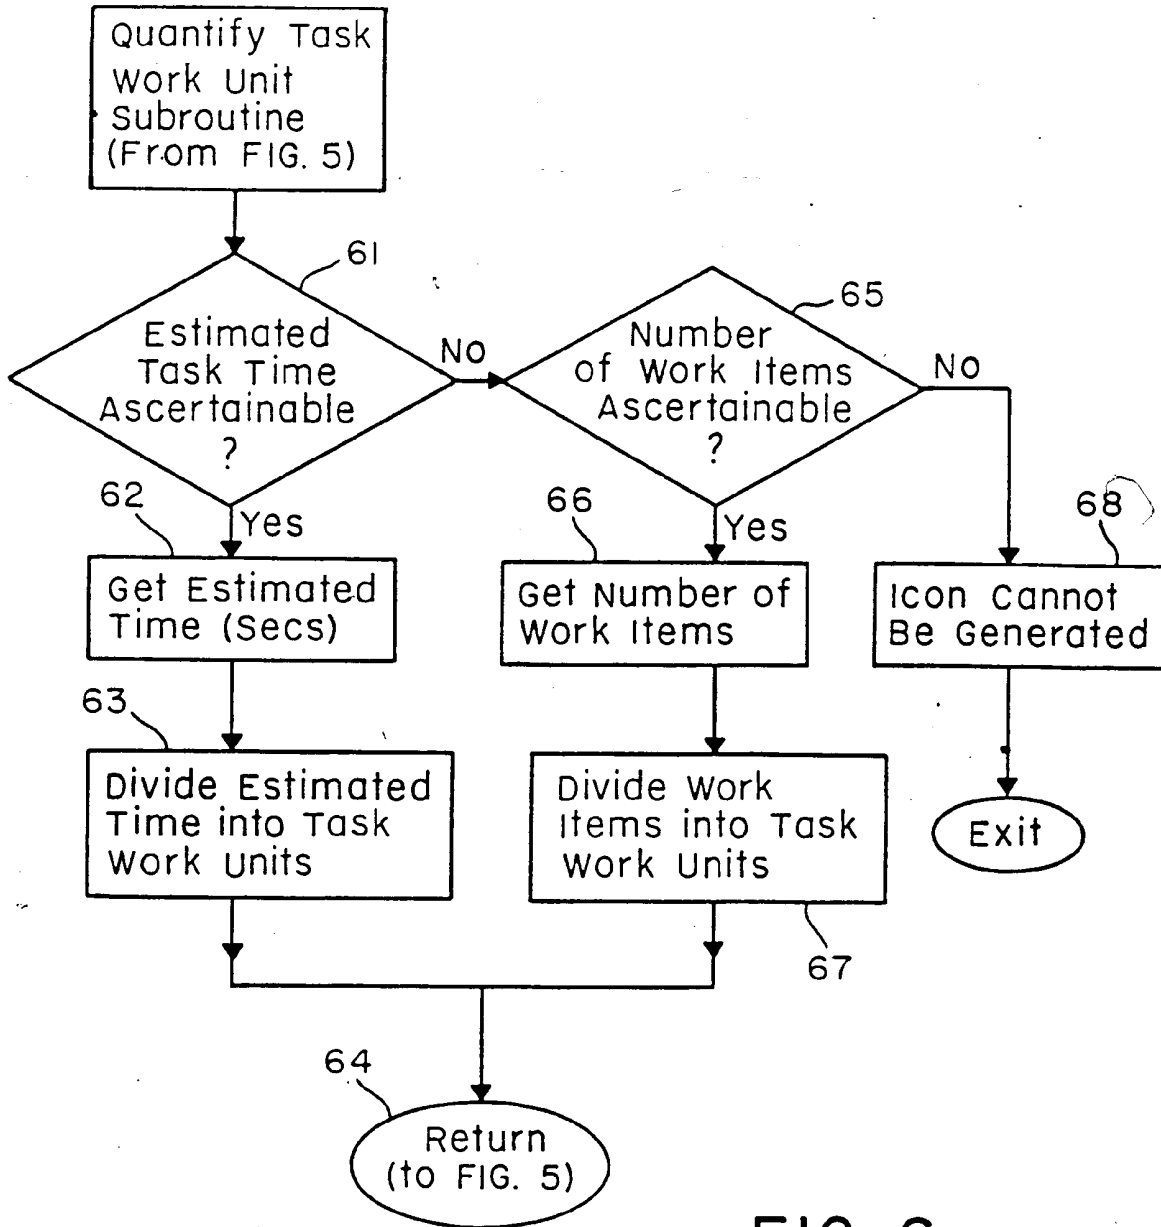 Quantify Task
Work Unit
Subroutine
(From FIG. 5)
61
Estimated
Task Time
Ascertainable
?
No
65
Number
of Work Items
Ascertainable
?
No
62
Yes
Get Estimated
Time (Secs)
66
Yes
Get Number of
Work Items
68
Icon Cannot
Be Generated
63
Divide Estimated
Time into Task
Work Units
Divide Work
Items into Task
Work Units
67
Exit
64
Return
(to FIG. 5)